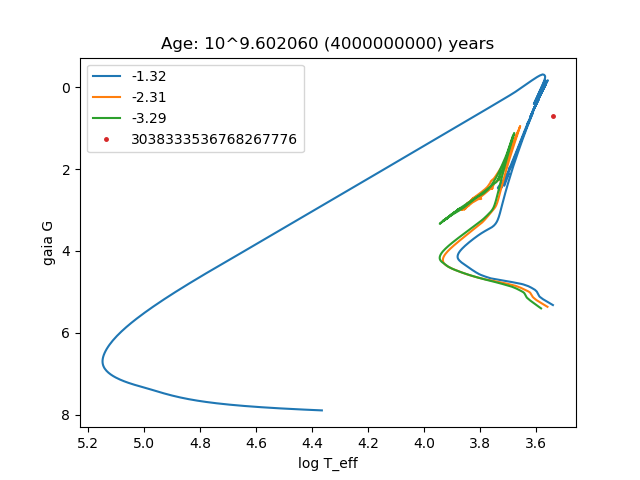 Age: 10^9.602060 (4000000000) years
-1.32
-2.31
-3.29
3038333536768267776
gaia G
0
2
4
6
8
5.2 5.0 4.8 4.6 4.4 4.2 4.0 3.8 3.6
log T_eff